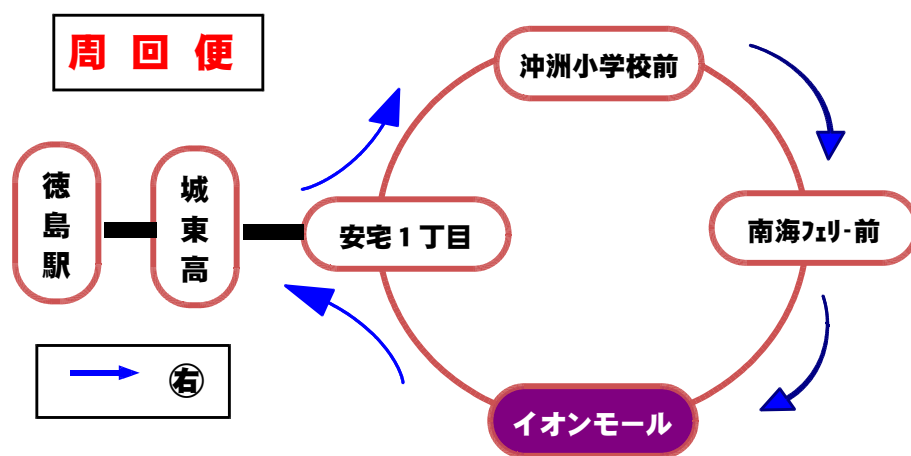 周回便
沖洲小学校前
徳島駅
城東高
安宅1丁目
南海ﾌｪﾘｰ前
㊨
イオンモール